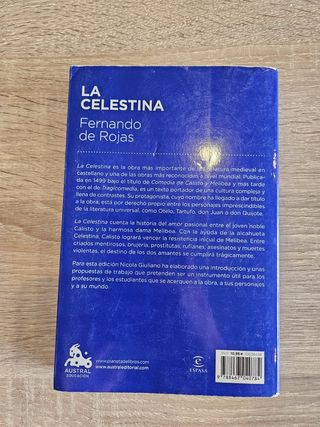 LA
CELESTINA
Fernando
de Rojas
La Celestina es la obra más importante de la literatura medieval en
castellano y una de las obras más reconocidas a nivel mundial. Publica-
da en 1499 bajo el título de Comedia de Calisto y Melibea y más tarde
con el de Tragicomedia, es un texto portador de una cultura compleja y
llena de contrastes. Su protagonista, cuyo nombre ha llegado a dar título
a la obra, está por derecho propio entre los personajes imprescindibles
de la literatura universal, como Otelo, Tartufo, don Juan o don Quijote.
La Celestina cuenta la historia del amor pasional entre el joven noble
Calisto y la hermosa dama Melibea. Con la ayuda de la alcahueta
Celestina, Calisto logrará vencer la resistencia inicial de Melibea. Entre
criados mentirosos, brujería, prostitutas, rufianes, asesinatos y muertes
violentas, el destino de los dos amantes se cumplirá trágicamente.
Para esta edición Nicola Giuliano ha elaborado una introducción y unas
propuestas de trabajo que pretenden ser un instrumento útil para los
profesores y los estudiantes que se acerquen a la obra, a sus personajes
y a su mundo.
AUSTRAL
EDUCACIÓN
www.planetadelibros.com
www.australeditorial.com
ESPASA
PVP 10,95 €
9 788467 040784